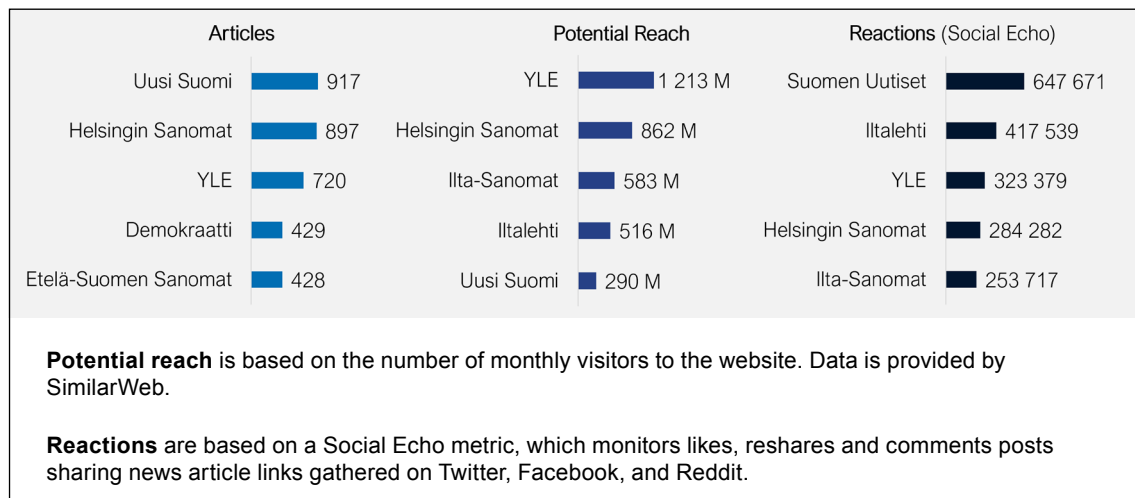 Articles
Uusi Suomi 917
Helsingin Sanomat 897
YLE 720
Demokraatti 429
Etelä-Suomen Sanomat 428
Potential Reach
YLE 1 213 M
Helsingin Sanomat 862 M
Ilta-Sanomat 583 M
Iltalehti 516 M
Uusi Suomi 290 M
Reactions (Social Echo)
Suomen Uutiset 647 671
Iltalehti 417 539
YLE 323 379
Helsingin Sanomat 284 282
Ilta-Sanomat 253 717
Potential reach is based on the number of monthly visitors to the website. Data is provided by
SimilarWeb.
Reactions are based on a Social Echo metric, which monitors likes, reshares and comments posts
sharing news article links gathered on Twitter, Facebook, and Reddit.